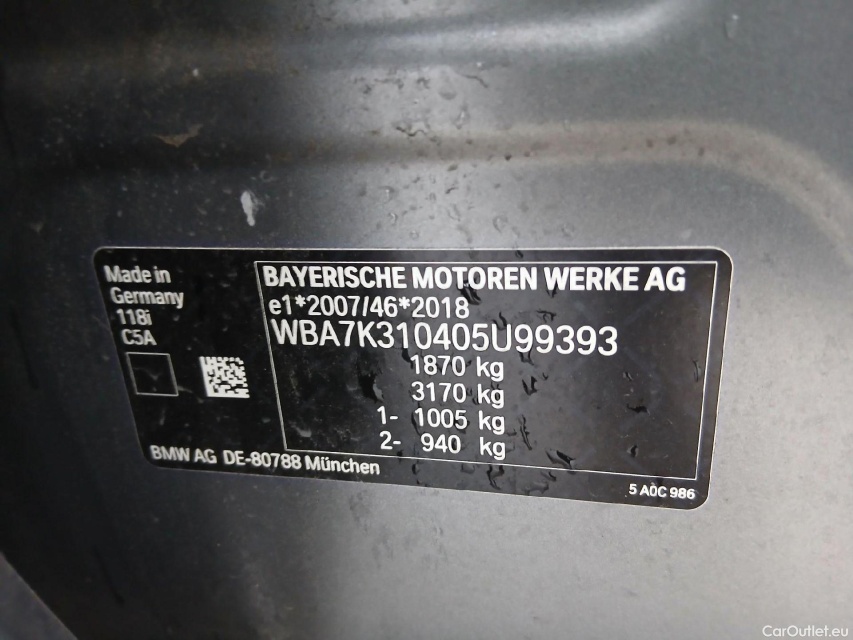 Made in
Germany
118i
C5A
BAYERISCHE MOTOREN WERKE AG
e1*2007/46*2018
WBA7K310405U99393
1870 kg
3170 kg
1- 1005 kg
2- 940 kg
BMW AG DE-80788 München
5 A0C 986
CarOutlet.eu